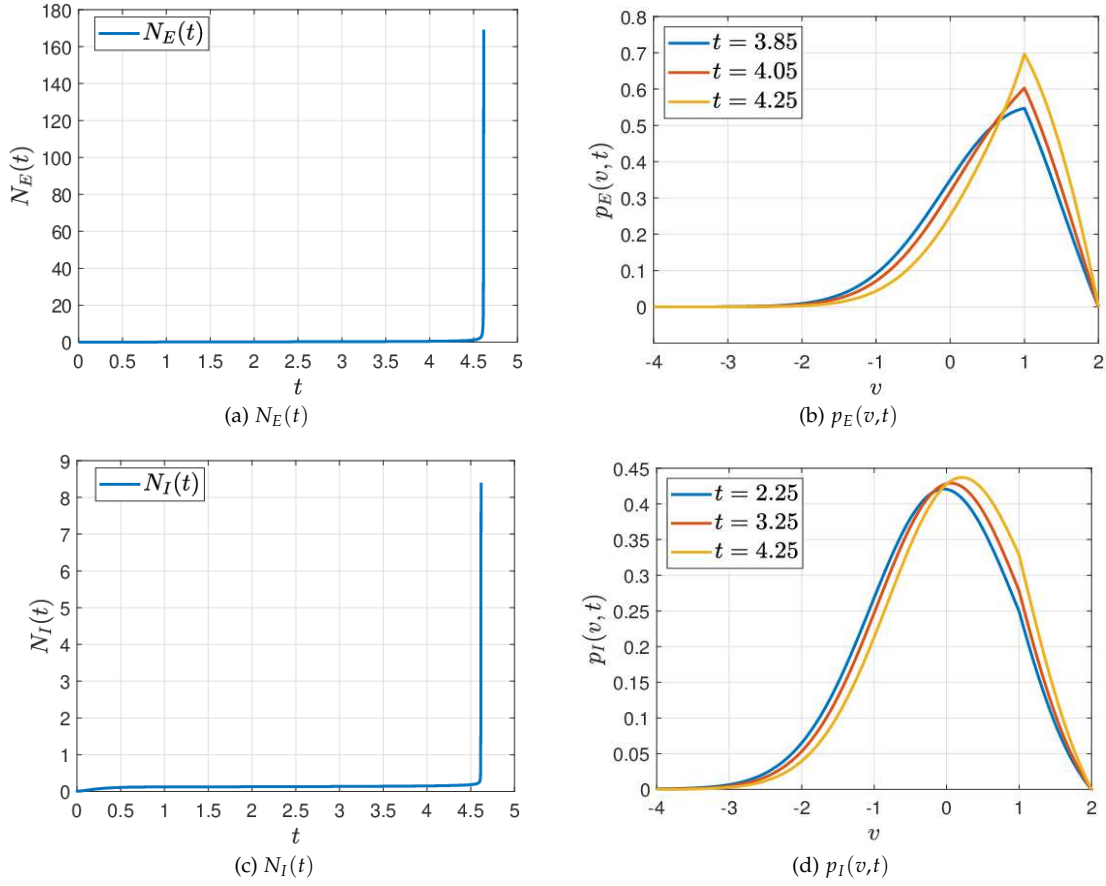 180
160
140
120
100
80
60
40
20
0
N_E(t)
N_E(t)
0 0.5 1 1.5 2 2.5 3 3.5 4 4.5 5
t
(a) N_E(t)
0.8
0.7
0.6
0.5
0.4
0.3
0.2
0.1
0
p_E(v, t)
t = 3.85
t = 4.05
t = 4.25
-4 -3 -2 -1 0 1 2
v
(b) p_E(v,t)
9
8
7
6
5
4
3
2
1
0
N_I(t)
N_I(t)
0 0.5 1 1.5 2 2.5 3 3.5 4 4.5 5
t
(c) N_I(t)
0.45
0.4
0.35
0.3
0.25
0.2
0.15
0.1
0.05
0
p_I(v, t)
t = 2.25
t = 3.25
t = 4.25
-4 -3 -2 -1 0 1 2
v
(d) p_I(v,t)